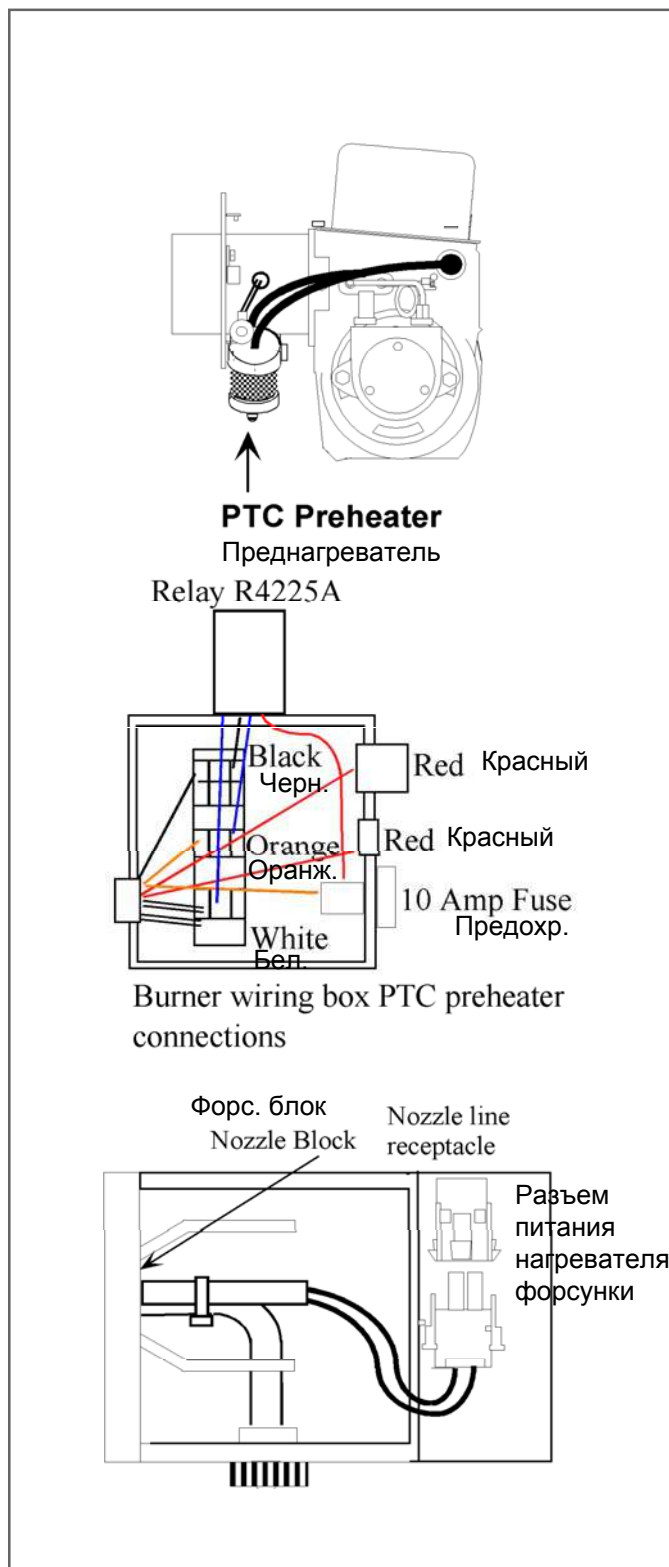 PTC Preheater
Преднагреватель
Relay R4225A
Black
Черн.
Red Красный
Orange
Оранж.
Red Красный
10 Amp Fuse
Предохр.
White
Бел.
Burner wiring box PTC preheater
connections
Форс. блок
Nozzle Block
Nozzle line
receptacle
Разъем
питания
нагревателя
форсунки